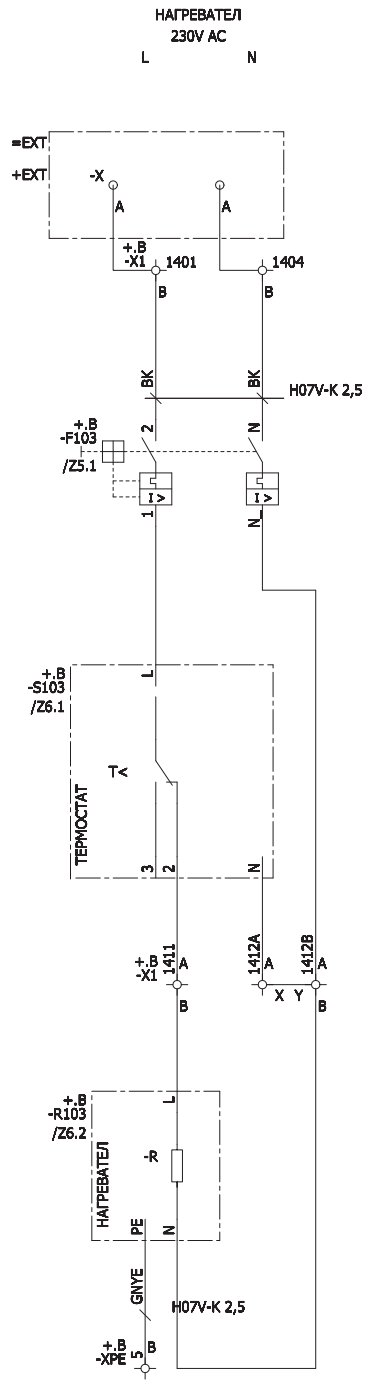 НАГРЕВАТЕЛ
230V AC
L N
=EXT
+EXT -X
A A
+.B
-X1 1401 1404
B B
BK BK
H07V-K 2,5
+.B
-F103
/Z5.1
2 N
I > I >
1 N
+.B
-S103
/Z6.1
L
T<
ТЕРМОСТАТ
3 2 N
+.B
-X1
1411 A 1412A A 1412B A
X Y
B B
+.B
-R103
/Z6.2
L
-R
НАГРЕВАТЕЛ
PE N
GNYE
H07V-K 2,5
+.B
-XPE
5 B